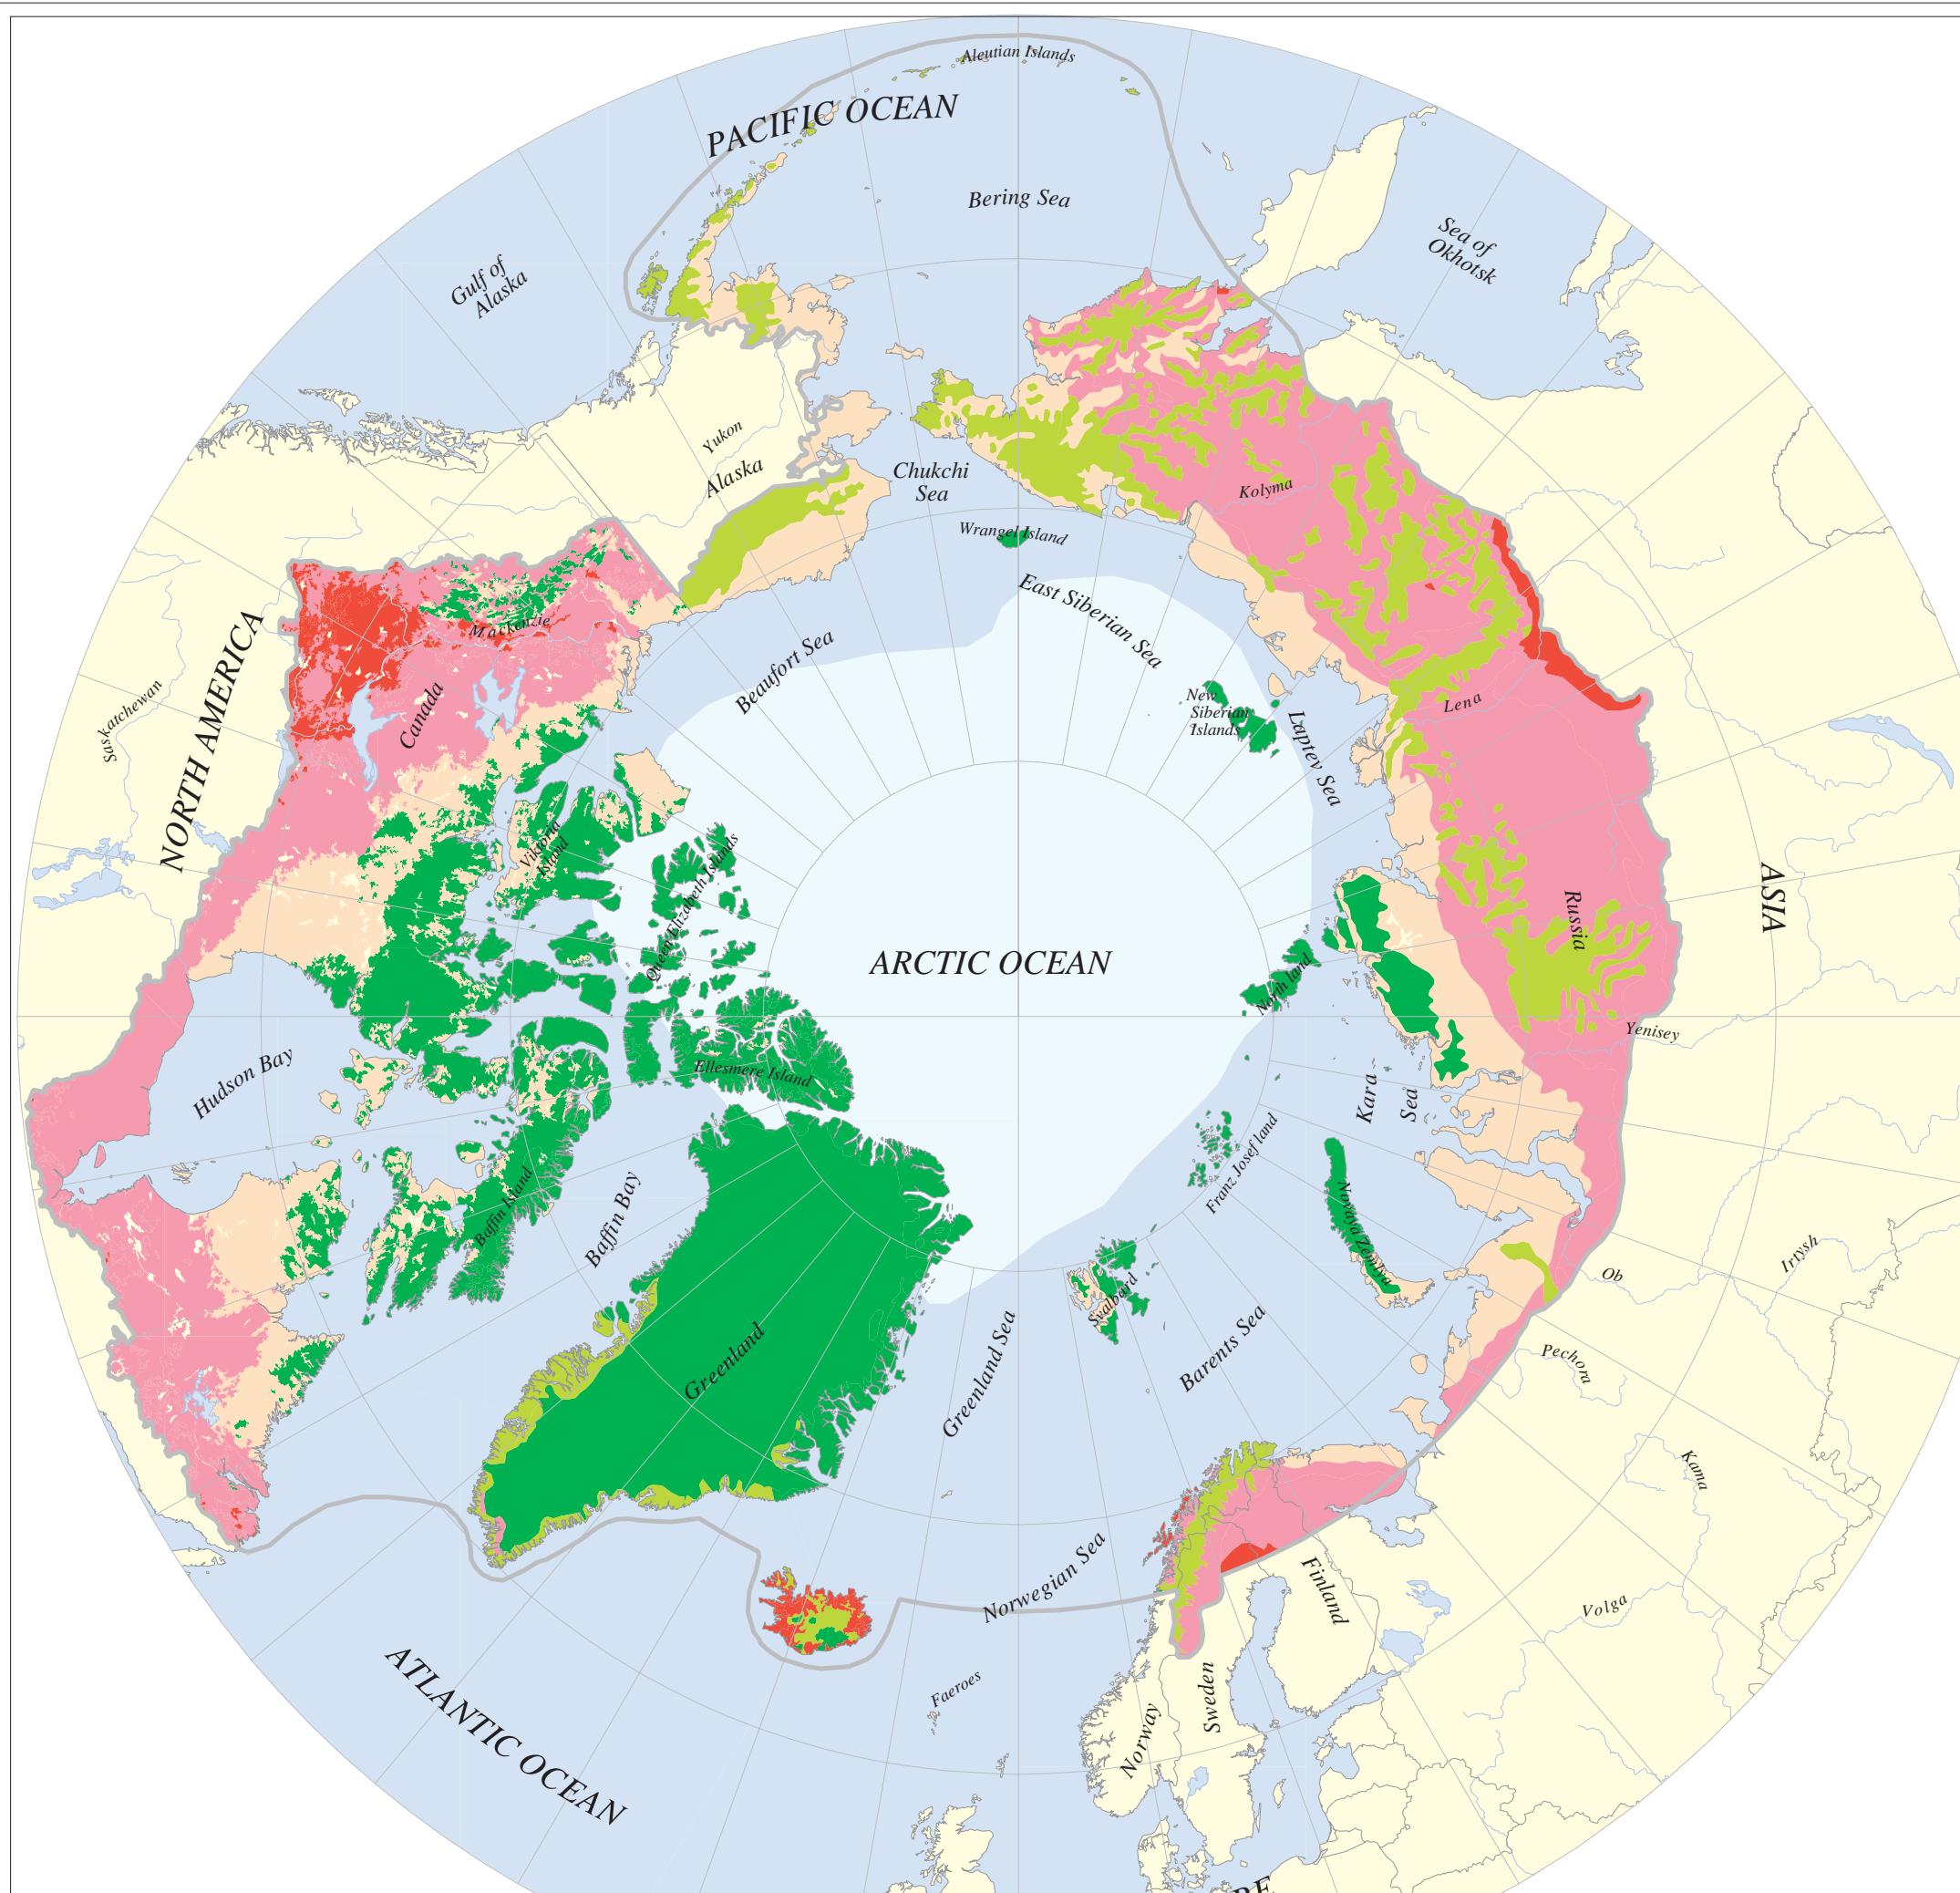 Aleutian Islands
PACIFIC OCEAN
Bering Sea
Sea of
Okhotsk
Gulf of
Alaska
Yukon
Alaska
Chukchi
Sea
Kolyma
Wrangel Island
East Siberian Sea
Mackenzie
Beaufort Sea
NORTH AMERICA
Saskatchewan
Canada
New
Siberian
Islands
Laptev Sea
Lena
Viktoria
Island
Queen Elizabeth Islands
ASIA
Russia
ARCTIC OCEAN
North land
Yenisey
Hudson Bay
Ellesmere Island
Kara
Sea
Franz Josef land
Baffin Island
Baffin Bay
Novaya Zemlya
Ob
Irtysh
Svalbard
Greenland
Greenland Sea
Barents Sea
Pechora
Kama
Norwegian Sea
Finland
Volga
ATLANTIC OCEAN
Faeroes
Norway
Sweden